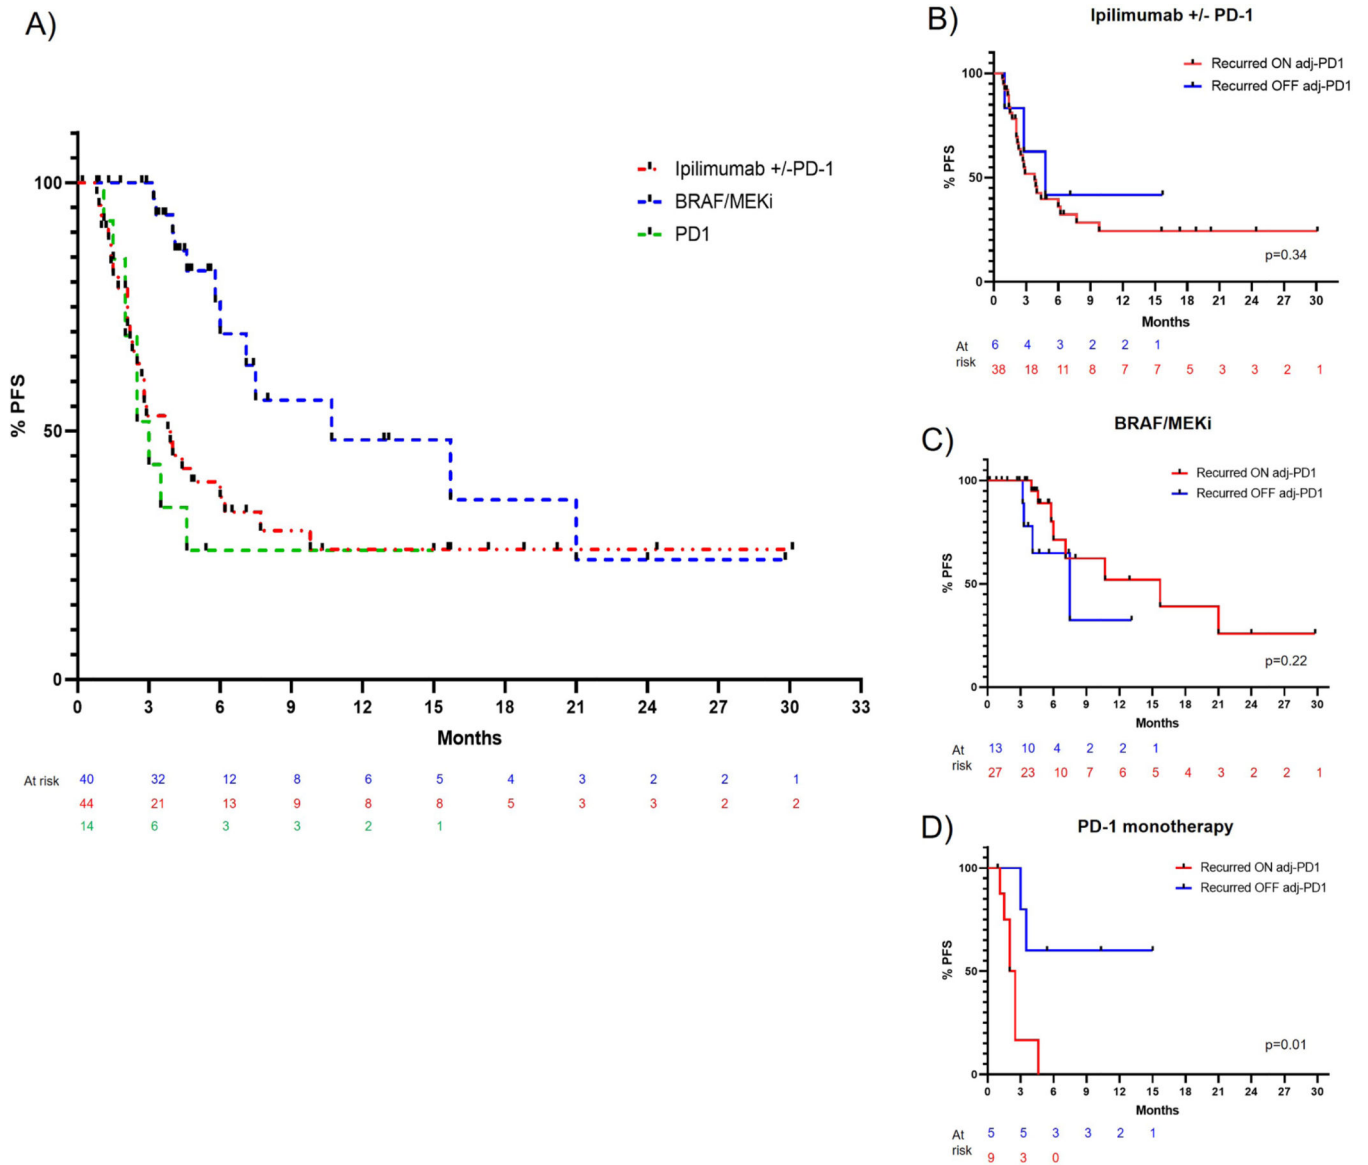 A)
Ipilimumab +/-PD-1
BRAF/MEKi
PD1
% PFS
100
50
0
0 3 6 9 12 15 18 21 24 27 30 33
Months
At risk 40 32 12 8 6 5 4 3 2 2 1
44 21 13 9 8 8 5 3 3 2 2
14 6 3 3 2 1
B)
Ipilimumab +/- PD-1
Recurred ON adj-PD1
Recurred OFF adj-PD1
% PFS
100
50
0
p=0.34
0 3 6 9 12 15 18 21 24 27 30
Months
At risk
6 4 3 2 2 1
38 18 11 8 7 7 5 3 3 2 1
C)
BRAF/MEKi
Recurred ON adj-PD1
Recurred OFF adj-PD1
% PFS
100
50
0
p=0.22
0 3 6 9 12 15 18 21 24 27 30
Months
At risk
13 10 4 2 2 1
27 23 10 7 6 5 4 3 2 2 1
D)
PD-1 monotherapy
Recurred ON adj-PD1
Recurred OFF adj-PD1
% PFS
100
50
0
p=0.01
0 3 6 9 12 15 18 21 24 27 30
Months
At risk
5 5 3 3 2 1
9 3 0